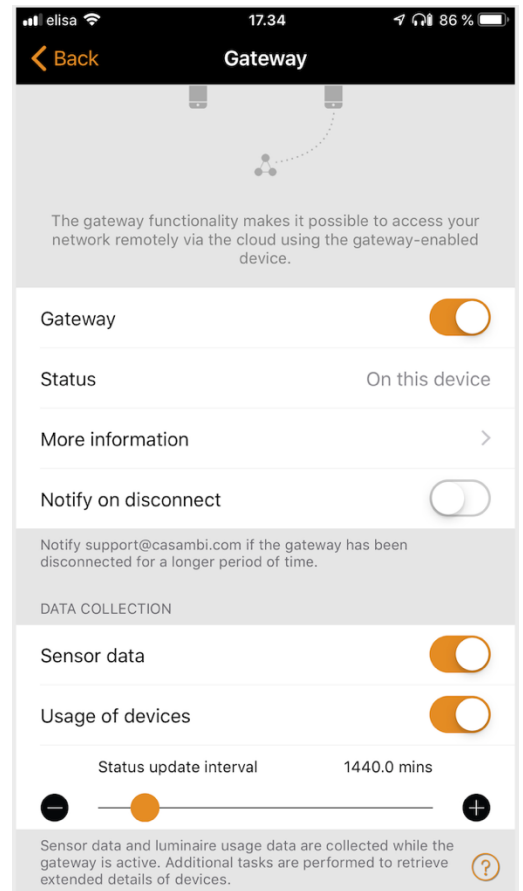 elisa 17.34 86 %
Back Gateway
The gateway functionality makes it possible to access your
network remotely via the cloud using the gateway-enabled
device.
Gateway
Status On this device
More information
Notify on disconnect
Notify support@casambi.com if the gateway has been
disconnected for a longer period of time.
DATA COLLECTION
Sensor data
Usage of devices
Status update interval 1440.0 mins
Sensor data and luminaire usage data are collected while the
gateway is active. Additional tasks are performed to retrieve
extended details of devices.
?